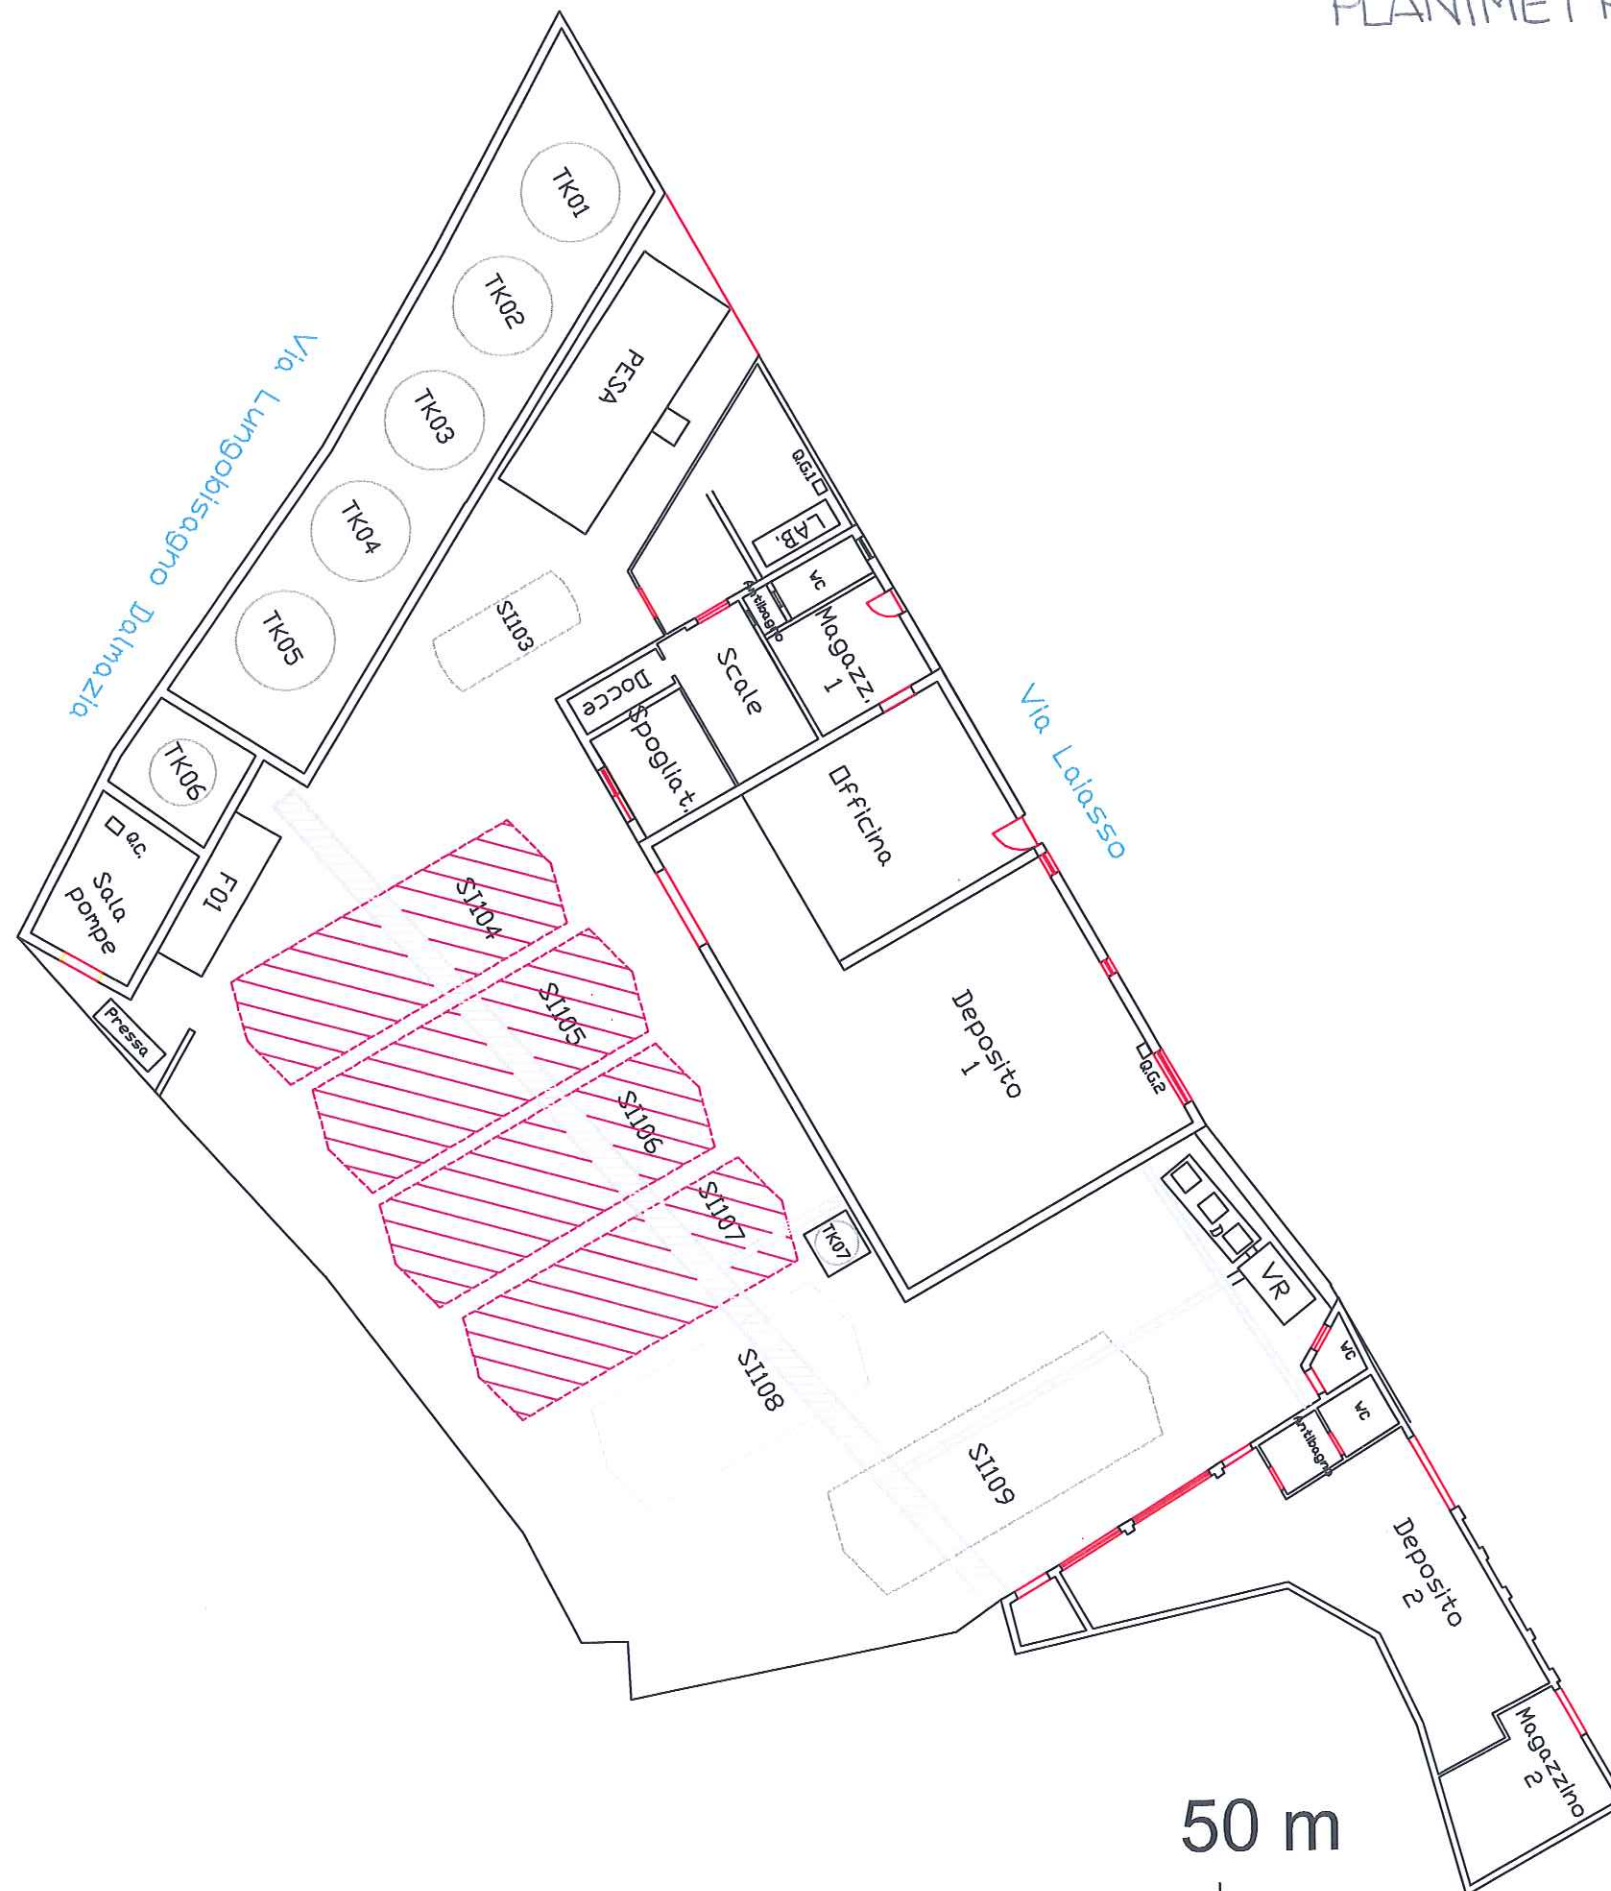 PLANIMETR
TK01
TK02
TK03
TK04
TK05
TK06
Via Lungobisagno Dalmazia
PESA
Q.G.1
LAB.
WC
Antibagno
Magazz.
1
SI103
Scale
Docce
Spogliat.
Officina
Via Laiasso
Q.C.
Sala
pompe
F01
Pressa
SI104
SI105
SI106
SI107
SI108
SI109
Deposito
1
Q.G.2
TK07
D
VR
WC
WC
Antibagno
Deposito
2
Magazzino
2
50 m